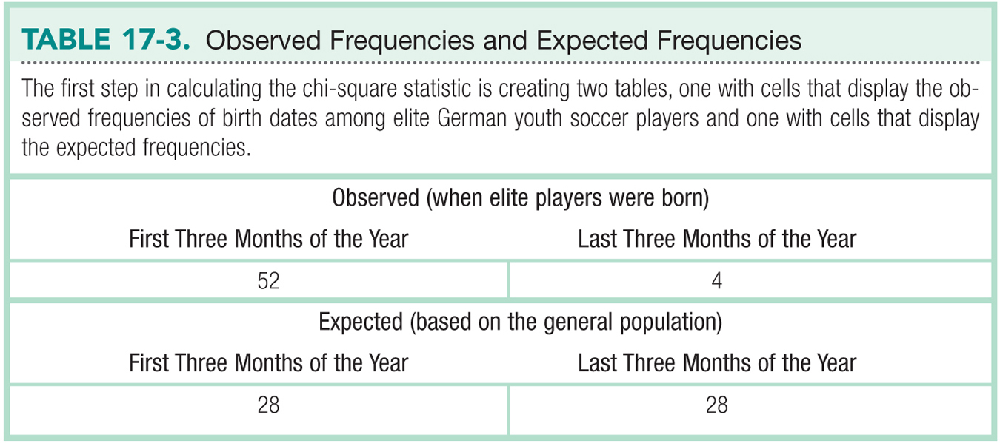 TABLE 17-3. Observed Frequencies and Expected Frequencies
The first step in calculating the chi-square statistic is creating two tables, one with cells that display the ob-
served frequencies of birth dates among elite German youth soccer players and one with cells that display
the expected frequencies.
Observed (when elite players were born)
First Three Months of the Year Last Three Months of the Year
52 4
Expected (based on the general population)
First Three Months of the Year Last Three Months of the Year
28 28